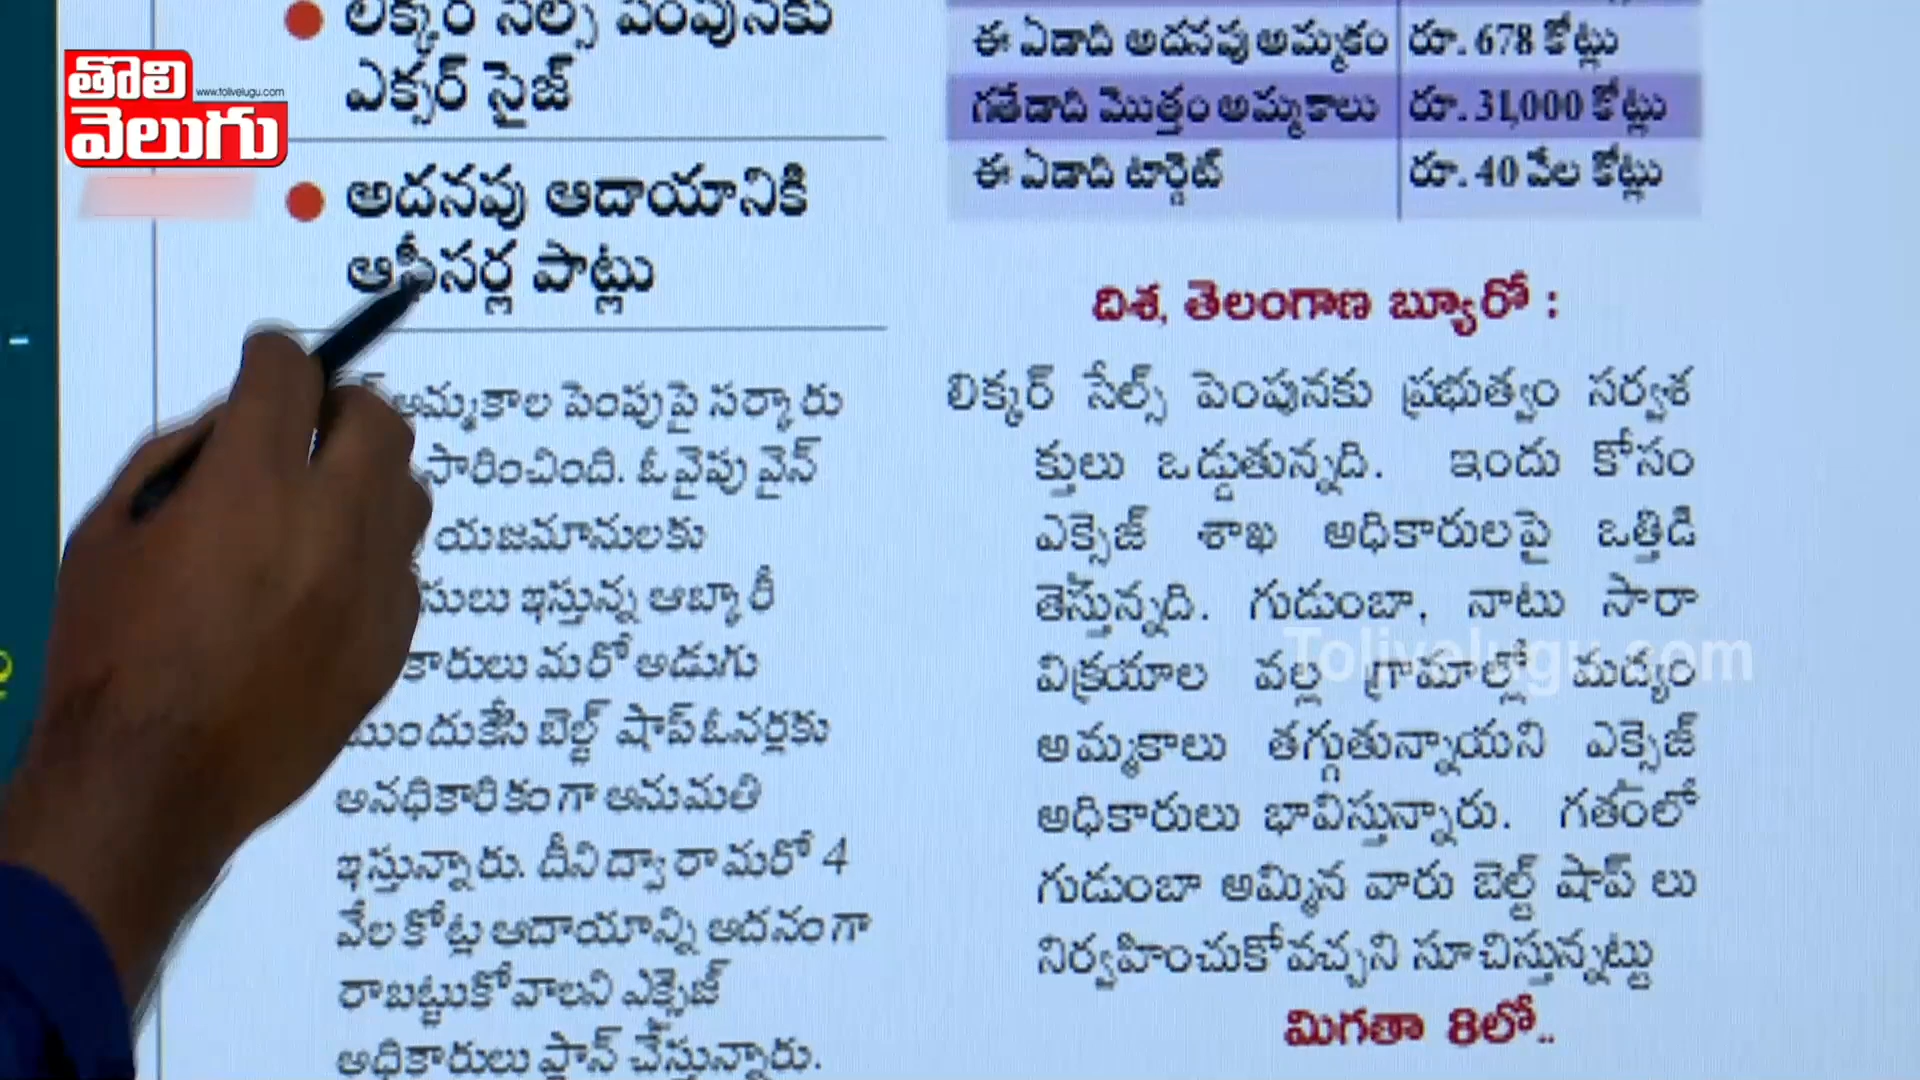 తొలి
వెలుగు
www.tolivelugu.com
లిక్కర్ సేల్స్ పెంపునకు
ఎక్సర్ సైజ్
అదనపు ఆదాయానికి
ఆఫీసర్ల పాట్లు
అమ్మకాల పెంపుపై సర్కారు
సారించింది. ఓ వైపు వైన్
యజమానులకు
ఇస్తున్న ఆబ్కారీ
మరో అడుగు
ముందుకేసి బెల్ట్ షాప్ ఓనర్లకు
అనధికారికంగా అనుమతి
ఇస్తున్నారు. దీని ద్వారా మరో 4
వేల కోట్ల ఆదాయాన్ని అదనంగా
రాబట్టుకోవాలని ఎక్సైజ్
అధికారులు ప్లాన్ చేస్తున్నారు.
ఈ ఏడాది అదనపు అమ్మకం రూ. 678 కోట్లు
గతేడాది మొత్తం అమ్మకాలు రూ. 31,000 కోట్లు
ఈ ఏడాది టార్గెట్ రూ. 40 వేల కోట్లు
దిశ, తెలంగాణ బ్యూరో :
లిక్కర్ సేల్స్ పెంపునకు ప్రభుత్వం సర్వశ
క్తులు ఒడ్డుతున్నది. ఇందు కోసం
ఎక్సైజ్ శాఖ అధికారులపై ఒత్తిడి
తెస్తున్నది. గుడుంబా, నాటు సారా
విక్రయాల వల్ల గ్రామాల్లో మద్యం
అమ్మకాలు తగ్గుతున్నాయని ఎక్సైజ్
అధికారులు భావిస్తున్నారు. గతంలో
గుడుంబా అమ్మిన వారు బెల్ట్ షాప్ లు
నిర్వహించుకోవచ్చని సూచిస్తున్నట్టు
మిగతా 8లో..
Tolivelugu.com